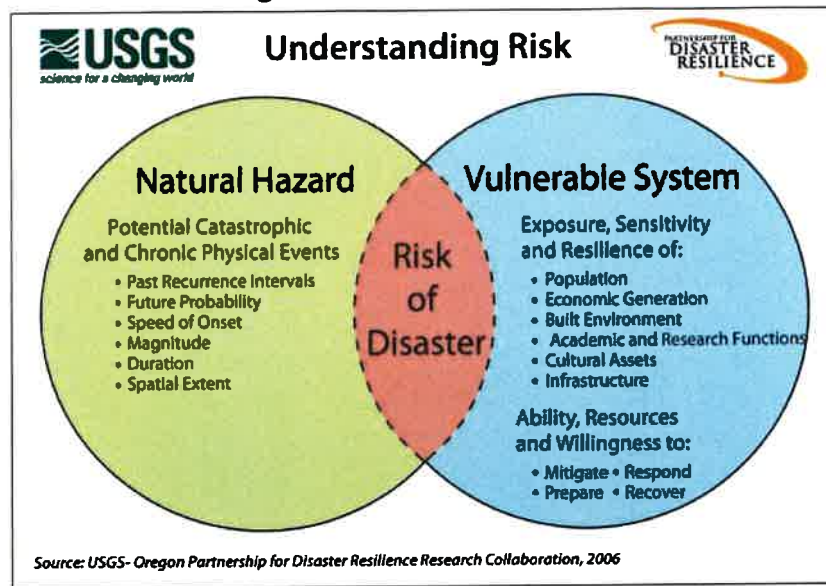 USGS
science for a changing world
Understanding Risk
PARTNERSHIP FOR
DISASTER
RESILIENCE
Natural Hazard
Potential Catastrophic
and Chronic Physical Events
• Past Recurrence Intervals
• Future Probability
• Speed of Onset
• Magnitude
• Duration
• Spatial Extent
Risk
of
Disaster
Vulnerable System
Exposure, Sensitivity
and Resilience of:
• Population
• Economic Generation
• Built Environment
• Academic and Research Functions
• Cultural Assets
• Infrastructure
Ability, Resources
and Willingness to:
• Mitigate • Respond
• Prepare • Recover
Source: USGS- Oregon Partnership for Disaster Resilience Research Collaboration, 2006